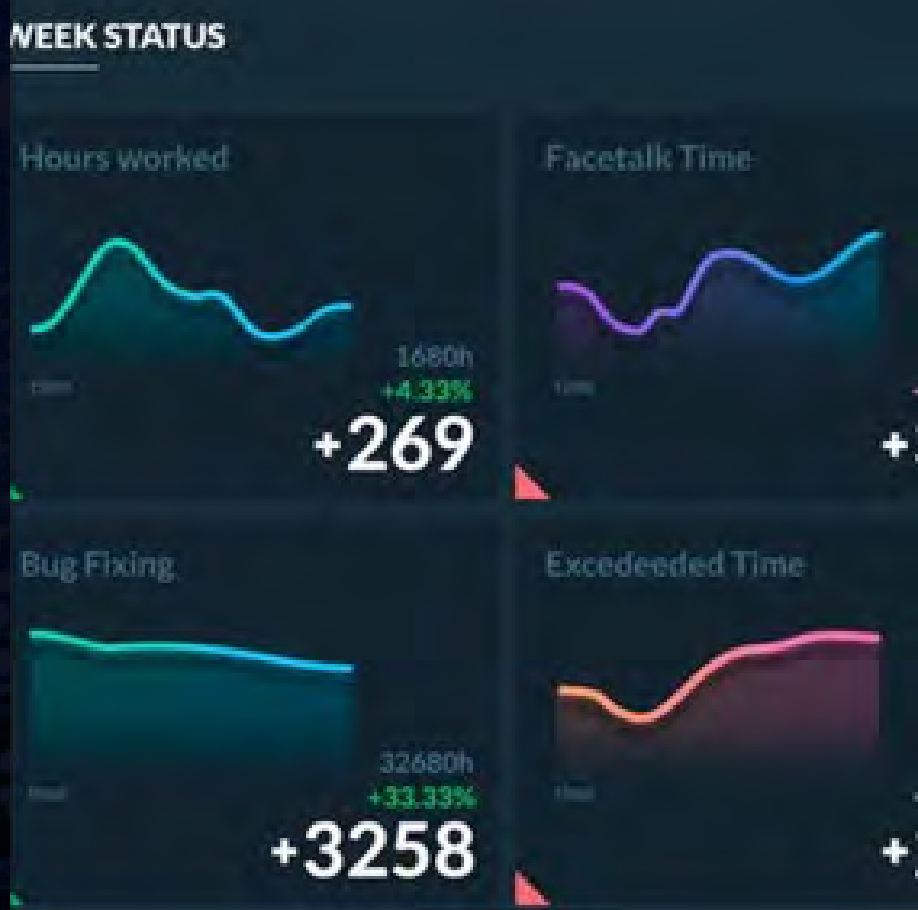 WEEK STATUS
Hours worked
1680h
+4.33%
+269
Facetalk Time
+
Bug Fixing
32680h
+33.33%
+3258
Excedeeded Time
+